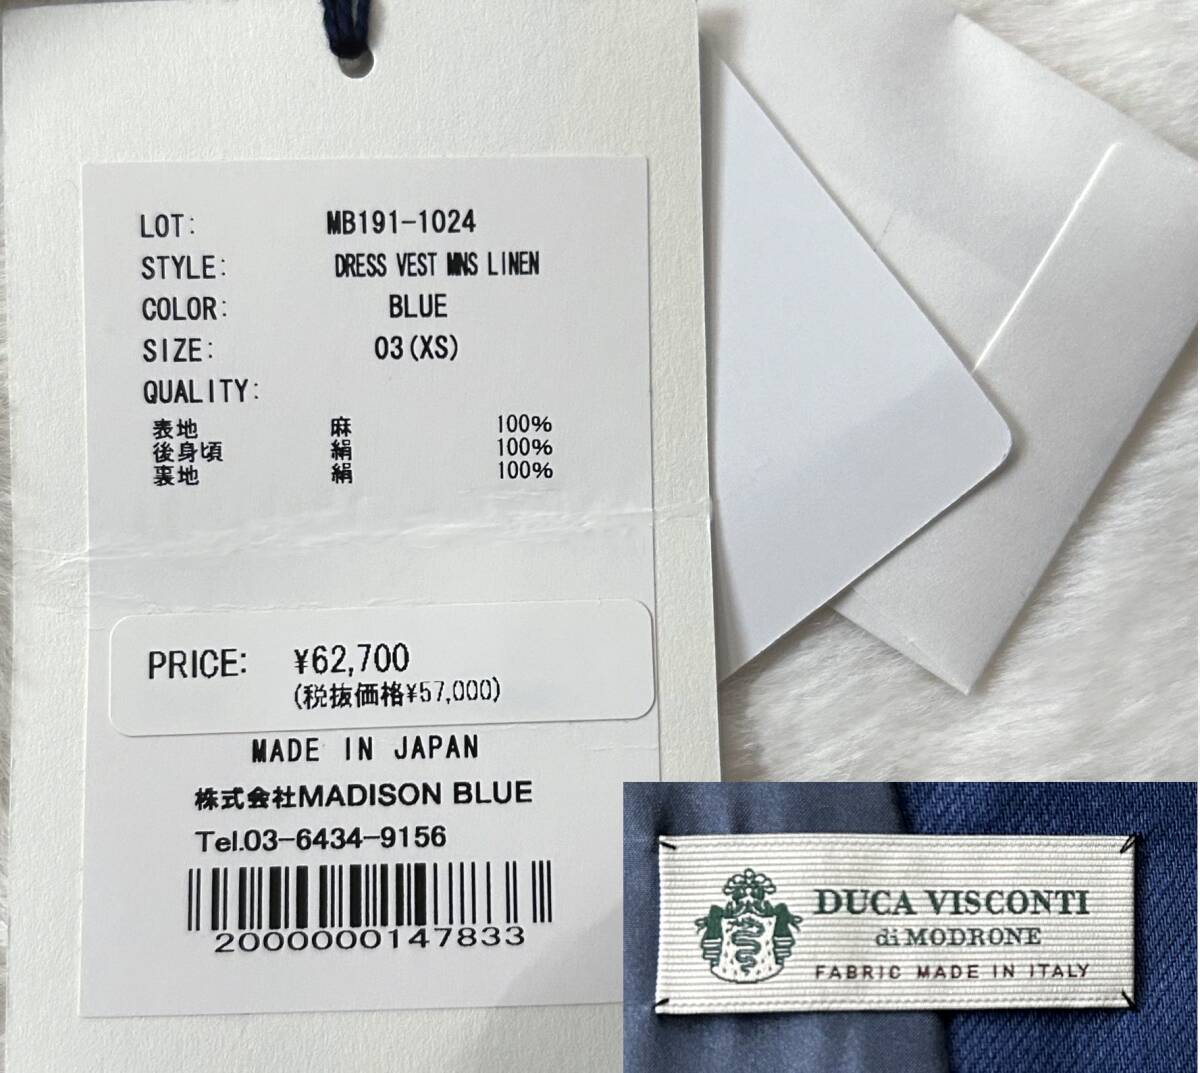 LOT: MB191-1024
STYLE: DRESS VEST MNS LINEN
COLOR: BLUE
SIZE: 03(XS)
QUALITY:
表地 麻 100%
後身頃 絹 100%
裏地 絹 100%
PRICE: ¥62,700
(税抜価格¥57,000)
MADE IN JAPAN
株式会社MADISON BLUE
Tel.03-6434-9156
2000000147833
DUCA VISCONTI
di MODRONE
FABRIC MADE IN ITALY